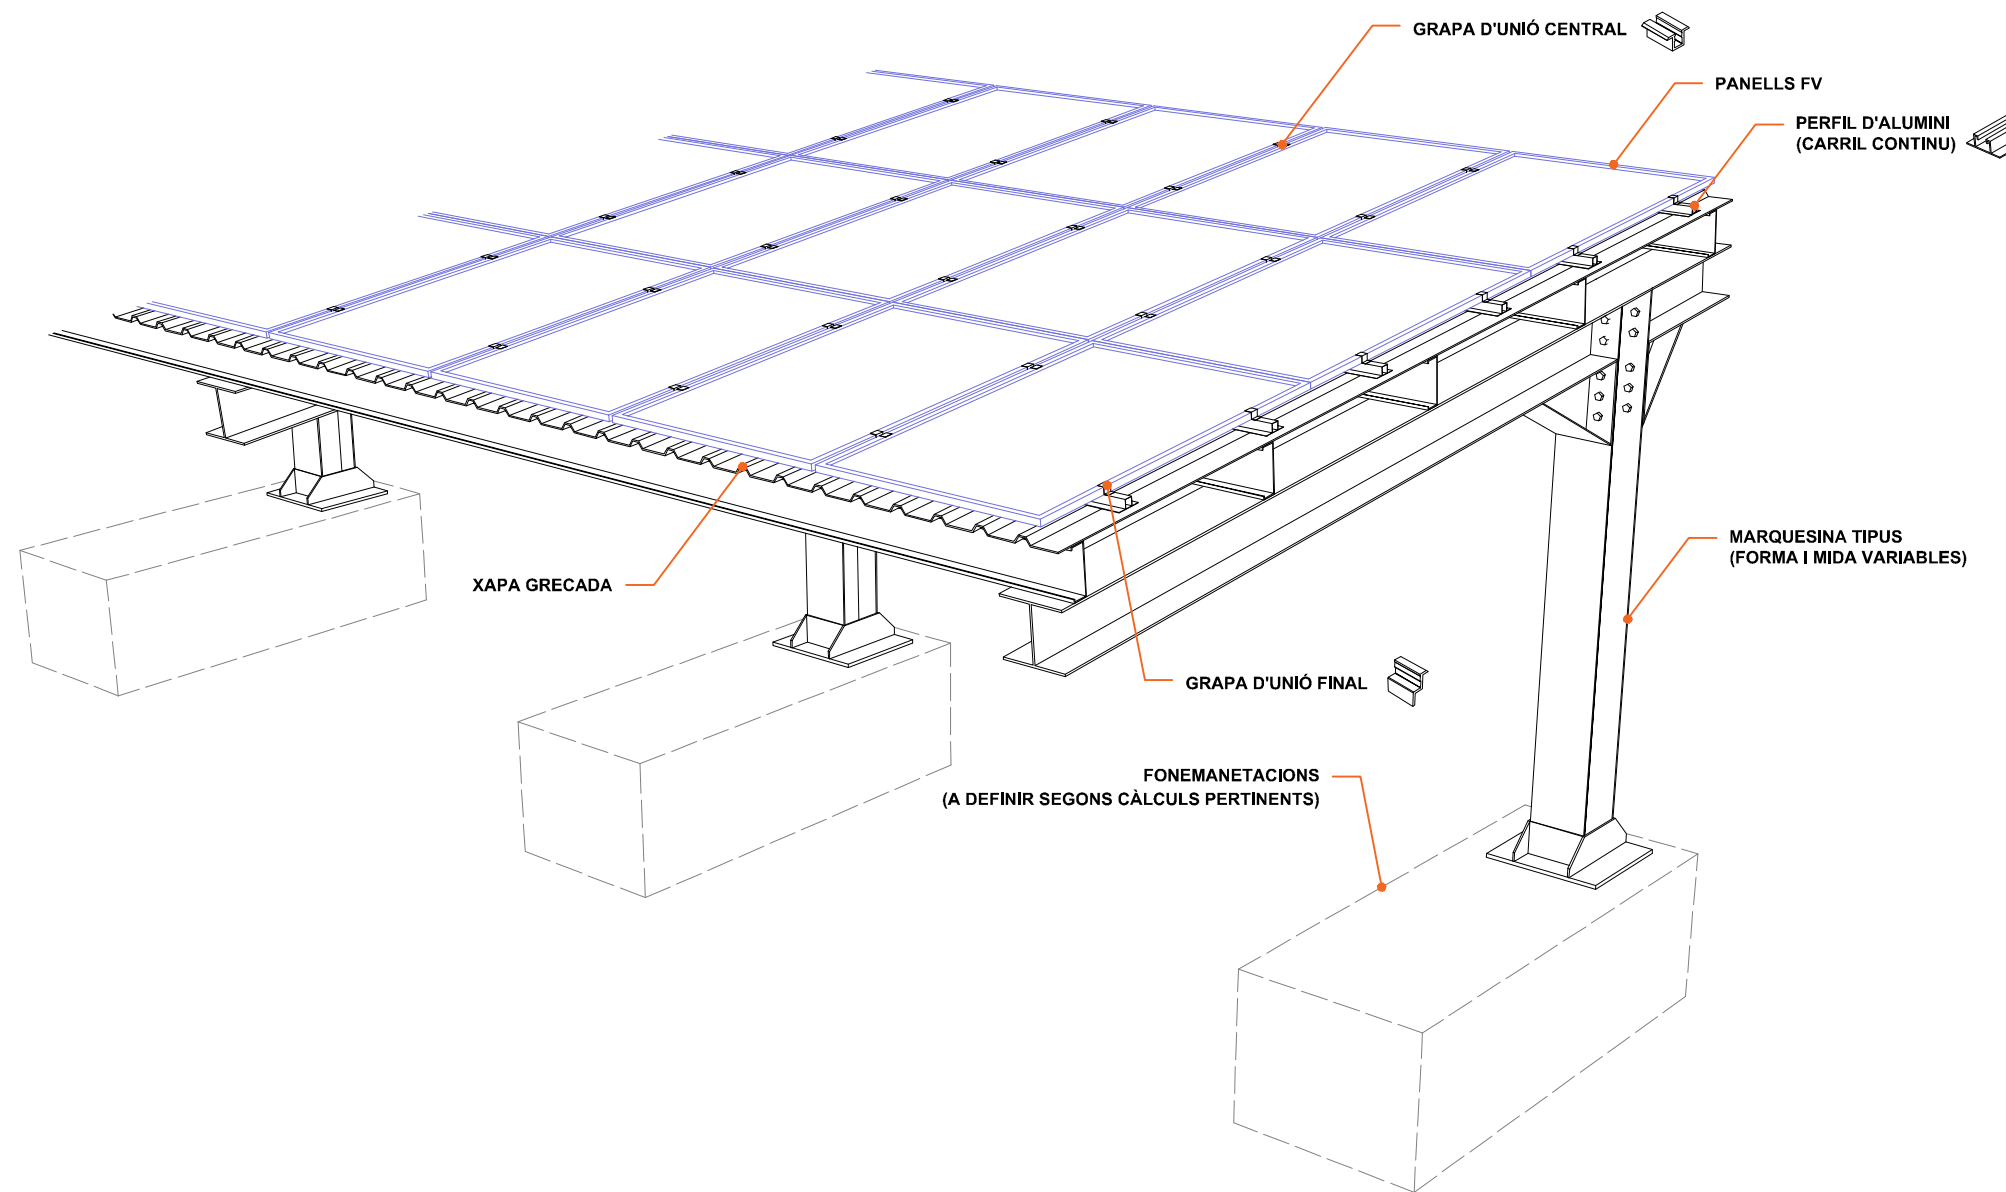 GRAPA D'UNIÓ CENTRAL
PANELLS FV
PERFIL D'ALUMINI
(CARRIL CONTINU)
MARQUESINA TIPUS
(FORMA I MIDA VARIABLES)
XAPA GRECADA
GRAPA D'UNIÓ FINAL
FONEMANETACIONS
(A DEFINIR SEGONS CÀLCULS PERTINENTS)